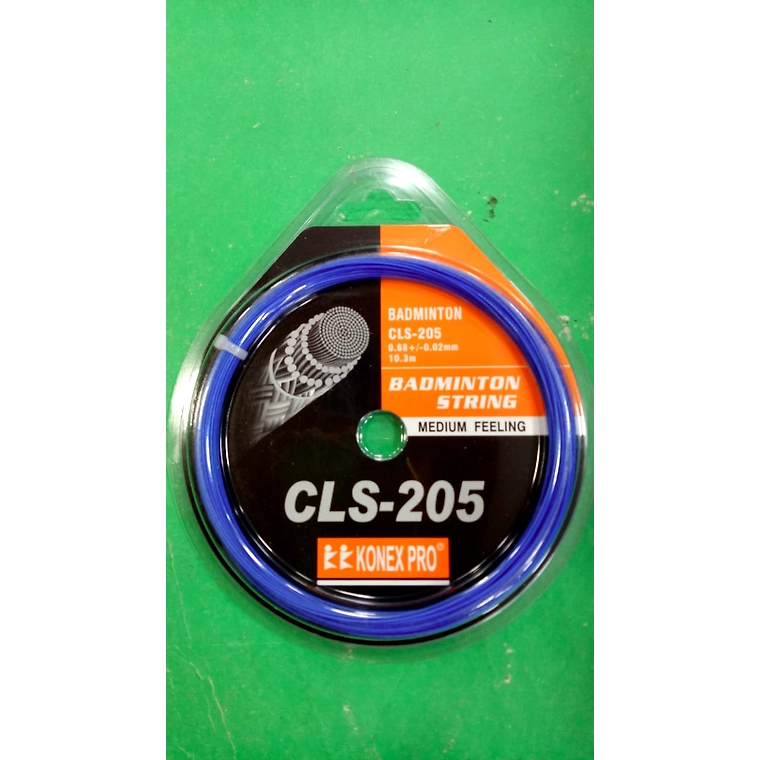 BADMINTON
CLS-205
0.68+/-0.02mm
10.3m
BADMINTON
STRING
MEDIUM FEELING
CLS-205
KONEX PRO®